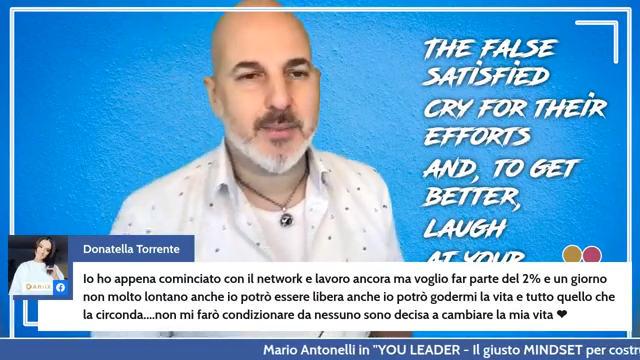 THE FALSE
SATISFIED
CRY FOR THEIR
EFFORTS
AND, TO GET
BETTER,
LAUGH
AT YOUR
Donatella Torrente
Io ho appena cominciato con il network e lavoro ancora ma voglio far parte del 2% e un giorno
non molto lontano anche io potrò essere libera anche io potrò godermi la vita e tutto quello che
la circonda....non mi farò condizionare da nessuno sono decisa a cambiare la mia vita ❤
Mario Antonelli in "YOU LEADER - Il giusto MINDSET per costru